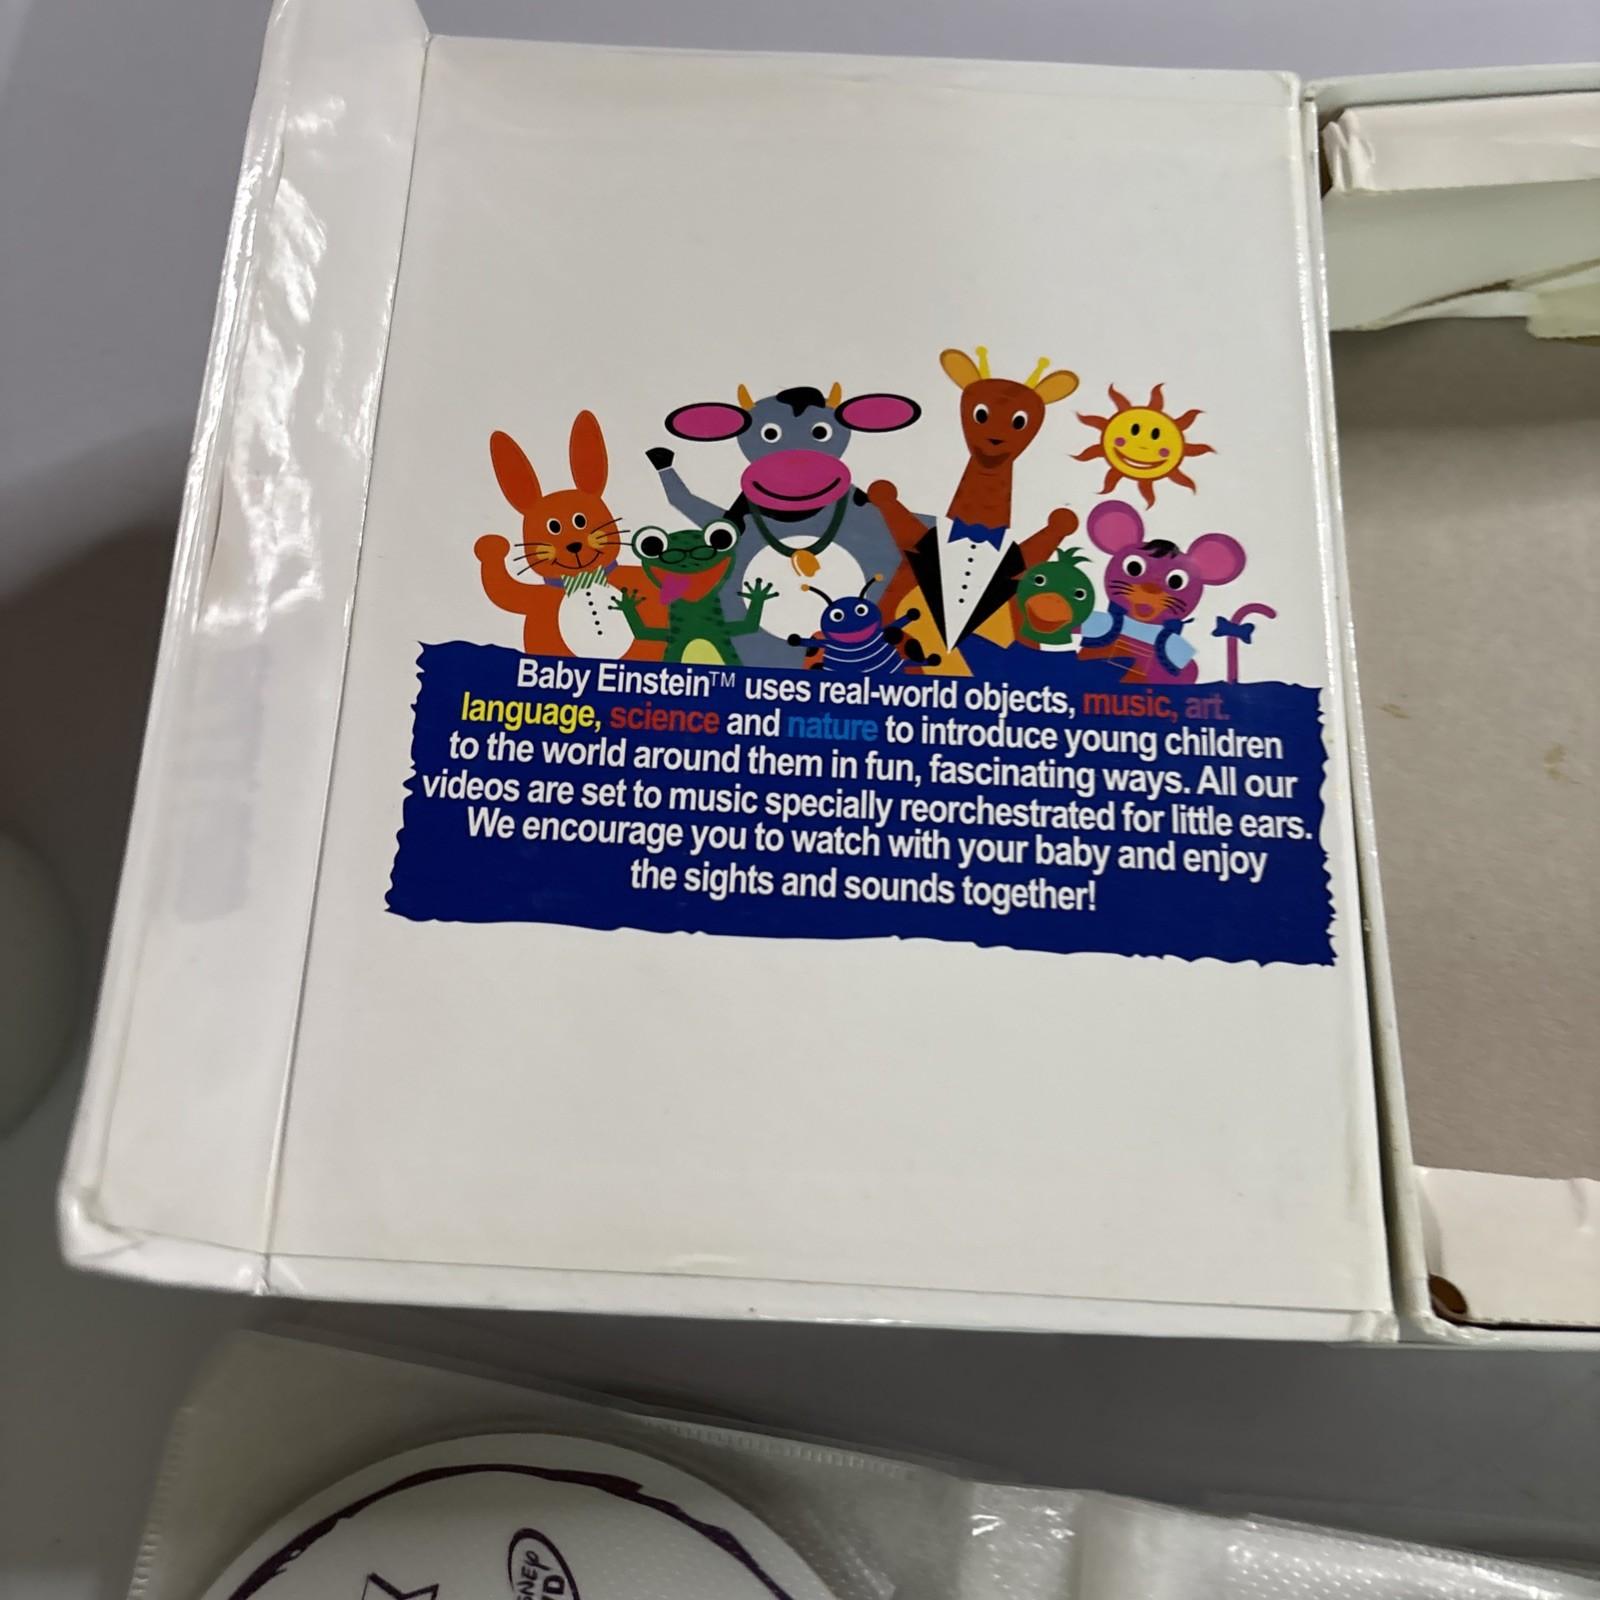 Baby Einstein™ uses real-world objects, music, art.
language, science and nature to introduce young children
to the world around them in fun, fascinating ways. All our
videos are set to music specially reorchestrated for little ears.
We encourage you to watch with your baby and enjoy
the sights and sounds together!